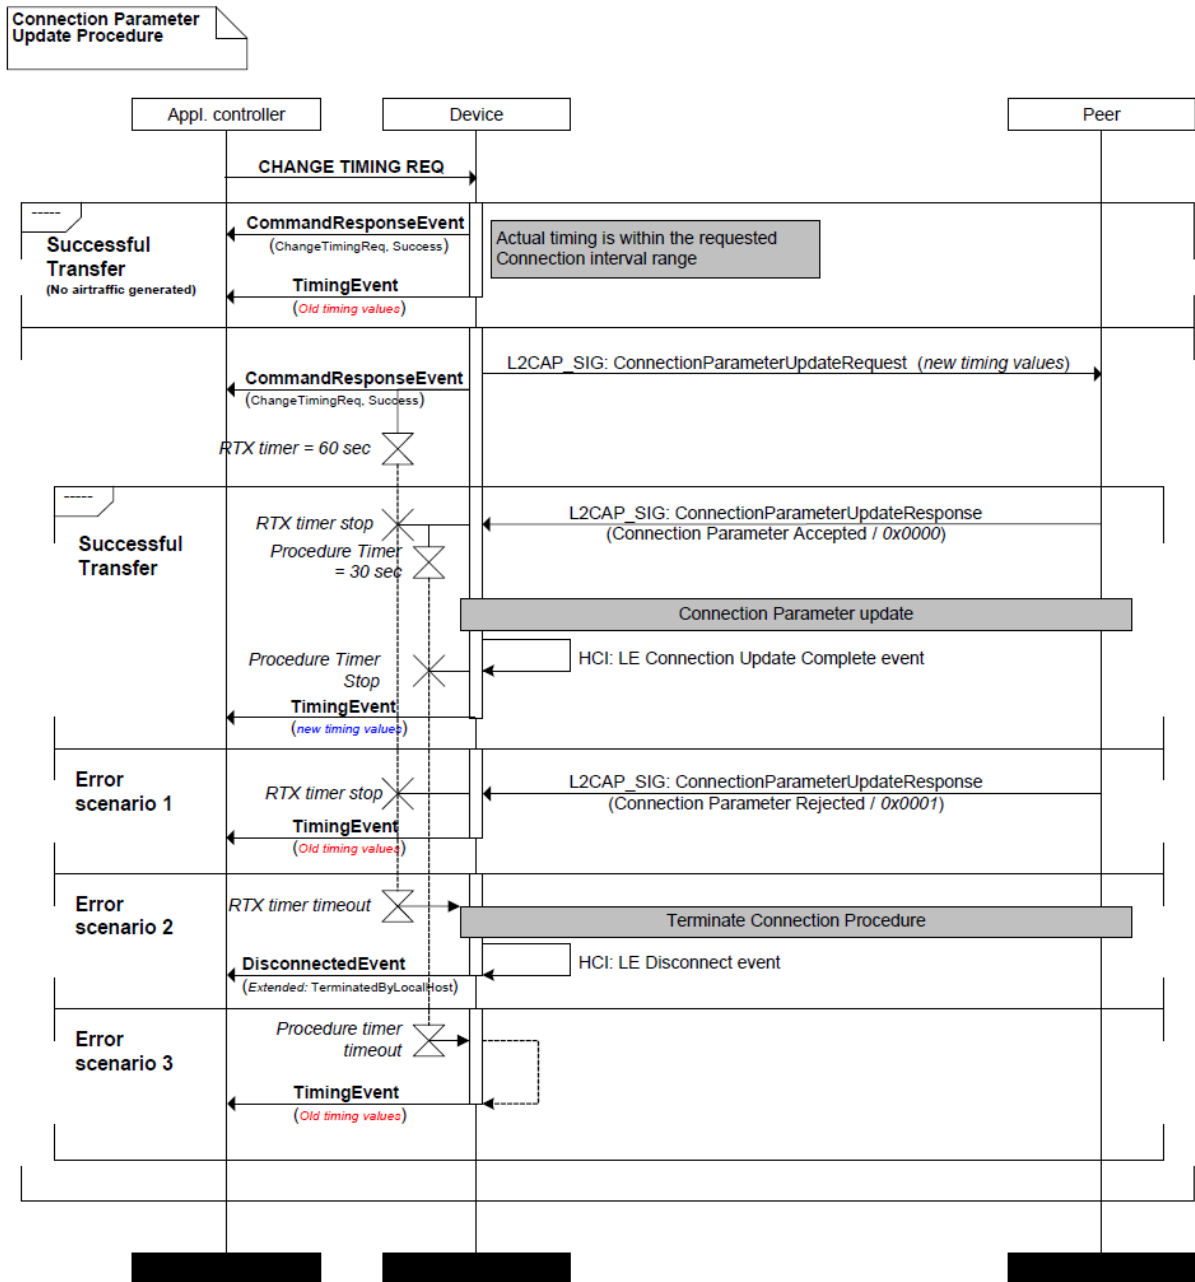 Connection Parameter
Update Procedure
Appl. controller
Device
Peer
CHANGE TIMING REQ
-----
Successful
Transfer
(No airtraffic generated)
CommandResponseEvent
(ChangeTimingReq, Success)
Actual timing is within the requested
Connection interval range
TimingEvent
(Old timing values)
L2CAP_SIG: ConnectionParameterUpdateRequest (new timing values)
CommandResponseEvent
(ChangeTimingReq, Success)
RTX timer = 60 sec
-----
Successful
Transfer
RTX timer stop
L2CAP_SIG: ConnectionParameterUpdateResponse
(Connection Parameter Accepted / 0x0000)
Procedure Timer
= 30 sec
Connection Parameter update
HCI: LE Connection Update Complete event
Procedure Timer
Stop
TimingEvent
(new timing values)
Error
scenario 1
RTX timer stop
L2CAP_SIG: ConnectionParameterUpdateResponse
(Connection Parameter Rejected / 0x0001)
TimingEvent
(Old timing values)
Error
scenario 2
RTX timer timeout
Terminate Connection Procedure
HCI: LE Disconnect event
DisconnectedEvent
(Extended: TerminatedByLocalHost)
Error
scenario 3
Procedure timer
timeout
TimingEvent
(Old timing values)